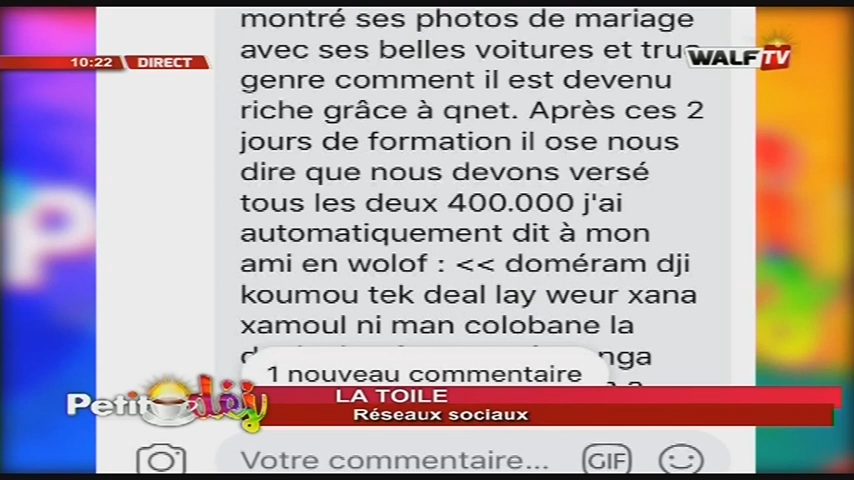 montré ses photos de mariage
avec ses belles voitures et tru
genre comment il est devenu
riche grâce à qnet. Après ces 2
jours de formation il ose nous
dire que nous devons versé
tous les deux 400.000 j'ai
automatiquement dit à mon
ami en wolof : << doméram dji
koumou tek deal lay weur xana
xamoul ni man colobane la
nga
1 nouveau commentaire
Votre commentaire...
GIF
10:22 DIRECT
WALF TV
Petit déj
LA TOILE
Réseaux sociaux